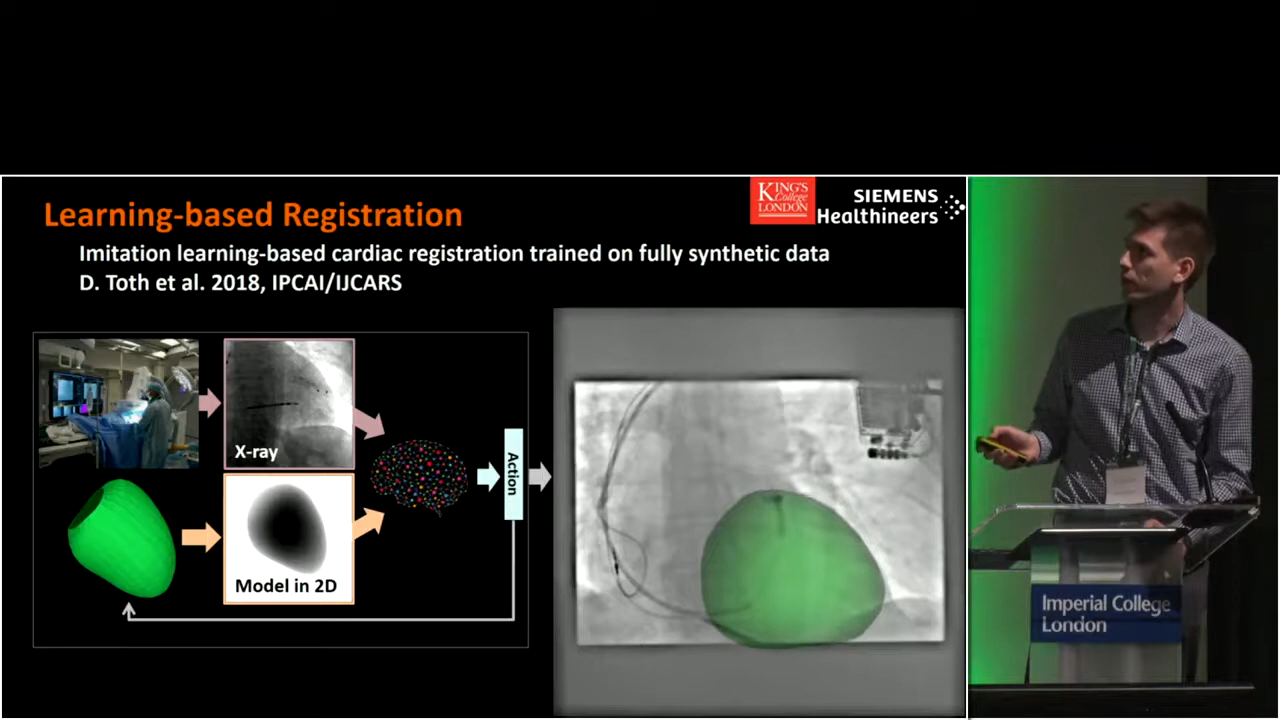 Learning-based Registration
KING'S
College
LONDON
SIEMENS
Healthineers
Imitation learning-based cardiac registration trained on fully synthetic data
D. Toth et al. 2018, IPCAI/IJCARS
X-ray
Action
Model in 2D
Imperial College
London